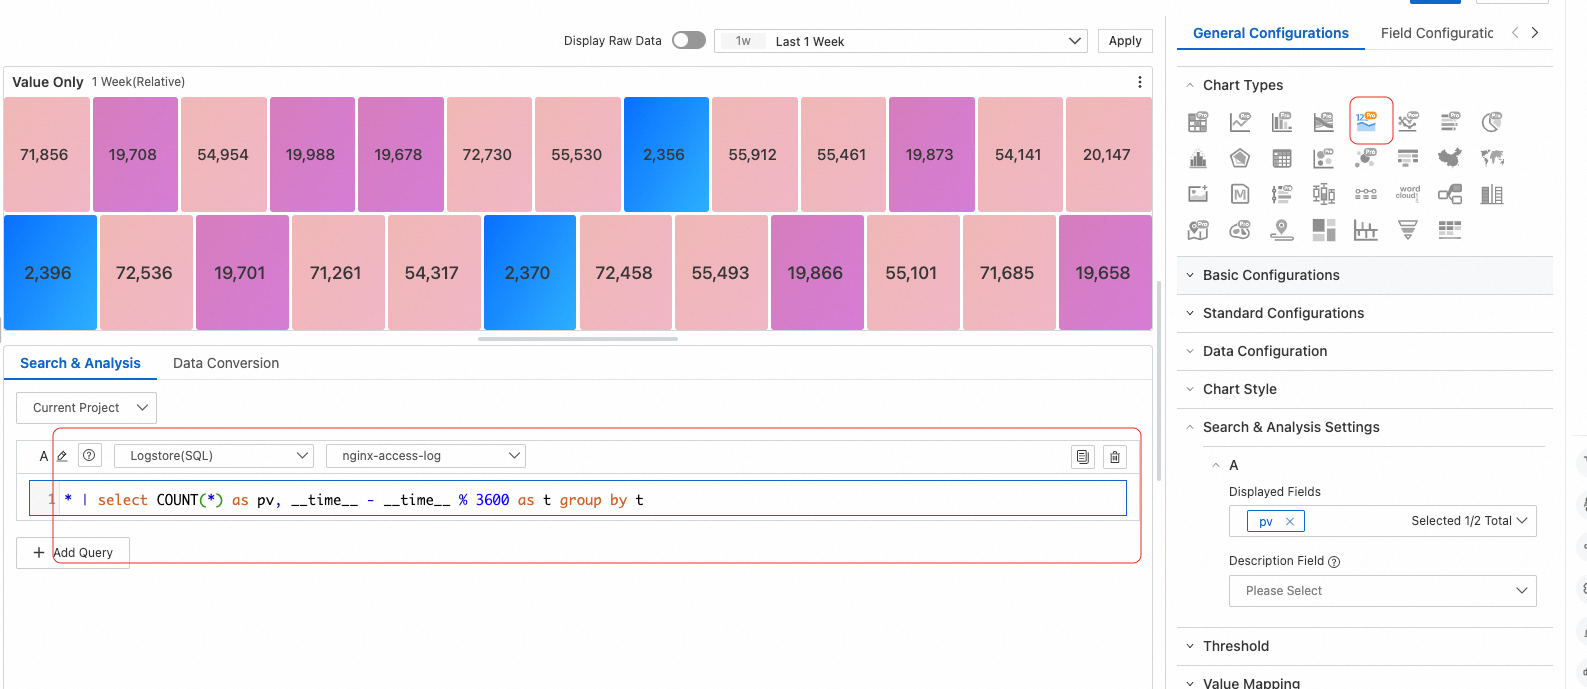 Display Raw Data 1w Last 1 Week Apply
Value Only 1 Week(Relative)
71,856 19,708 54,954 19,988 19,678 72,730 55,530 2,356 55,912 55,461 19,873 54,141 20,147
2,396 72,536 19,701 71,261 54,317 2,370 72,458 55,493 19,866 55,101 71,685 19,658
Search & Analysis Data Conversion
Current Project
A Logstore(SQL) nginx-access-log
1 * | select COUNT(*) as pv, __time__ - __time__ % 3600 as t group by t
+ Add Query
General Configurations Field Configuratic
Chart Types
Basic Configurations
Standard Configurations
Data Configuration
Chart Style
Search & Analysis Settings
A
Displayed Fields
pv × Selected 1/2 Total
Description Field
Please Select
Threshold
Value Mapping